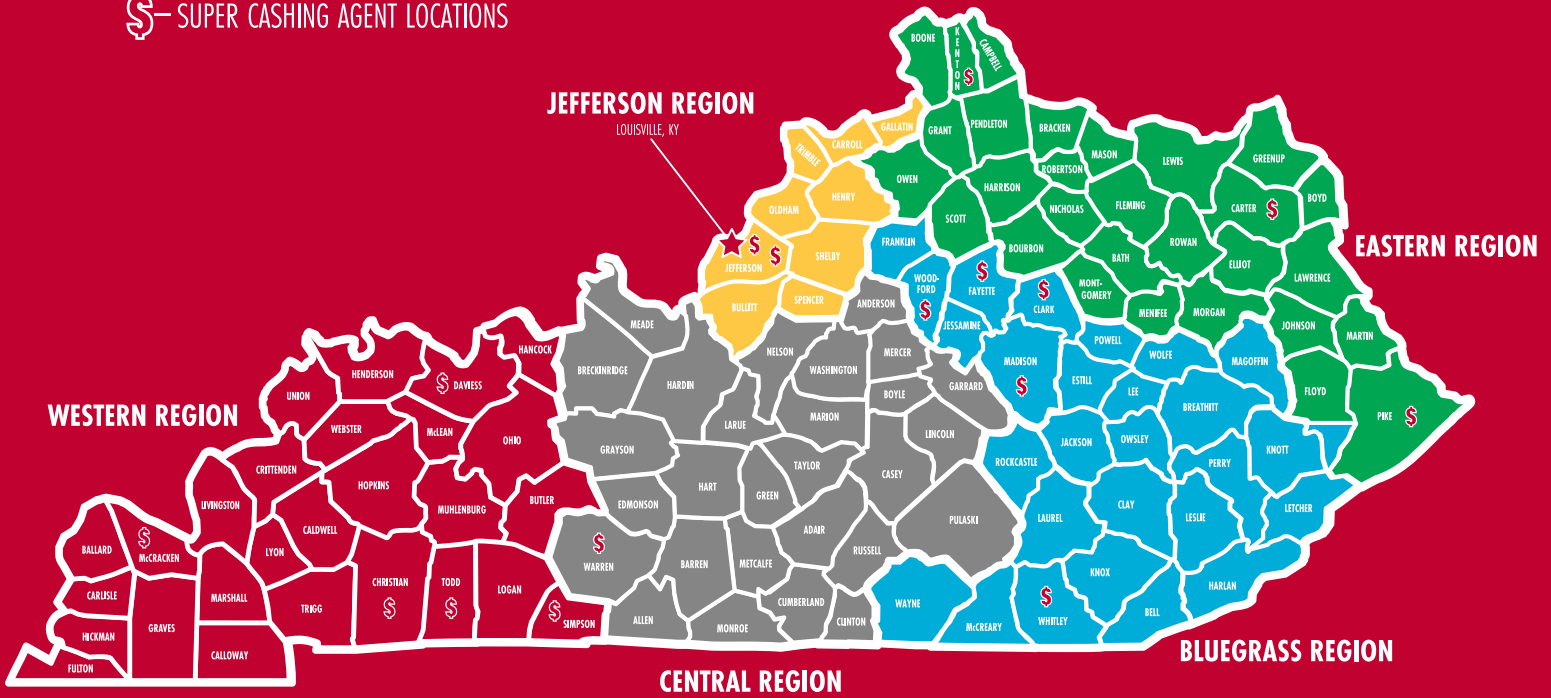 $ – SUPER CASHING AGENT LOCATIONS
JEFFERSON REGION
LOUISVILLE, KY
EASTERN REGION
WESTERN REGION
BLUEGRASS REGION
CENTRAL REGION
BOONE
KENTON
$
CAMPBELL
GALLATIN
CARROLL
TRIMBLE
GRANT
PENDLETON
BRACKEN
MASON
LEWIS
GREENUP
ROBERTSON
OWEN
HARRISON
HENRY
OLDHAM
NICHOLAS
FLEMING
CARTER $
BOYD
SCOTT
ROWAN
FRANKLIN
BOURBON
BATH
ELLIOT
LAWRENCE
$ $
JEFFERSON
SHELBY
WOOD-
FORD
$
$
FAYETTE
$
CLARK
MONT-
GOMERY
MENIFEE
MORGAN
JOHNSON
MARTIN
BULLITT
SPENCER
ANDERSON
JESSAMINE
POWELL
WOLFE
MAGOFFIN
MEADE
NELSON
WASHINGTON
MERCER
MADISON
$
ESTILL
LEE
FLOYD
PIKE $
HANCOCK
BRECKINRIDGE
HARDIN
BOYLE
GARRARD
BREATHITT
HENDERSON
$ DAVIESS
UNION
LARUE
MARION
LINCOLN
JACKSON
OWSLEY
KNOTT
WEBSTER
McLEAN
OHIO
GRAYSON
TAYLOR
CASEY
ROCKCASTLE
PERRY
CRITTENDEN
HOPKINS
HART
GREEN
LIVINGSTON
MUHLENBURG
BUTLER
EDMONSON
ADAIR
PULASKI
LAUREL
CLAY
LESLIE
LETCHER
CALDWELL
LYON
BALLARD
$
McCRACKEN
$
WARREN
BARREN
METCALFE
RUSSELL
KNOX
HARLAN
CARLISLE
MARSHALL
TRIGG
CHRISTIAN
$
TODD
$
LOGAN
$
SIMPSON
ALLEN
MONROE
CUMBERLAND
CLINTON
WAYNE
McCREARY
$
WHITLEY
BELL
HICKMAN
GRAVES
CALLOWAY
FULTON